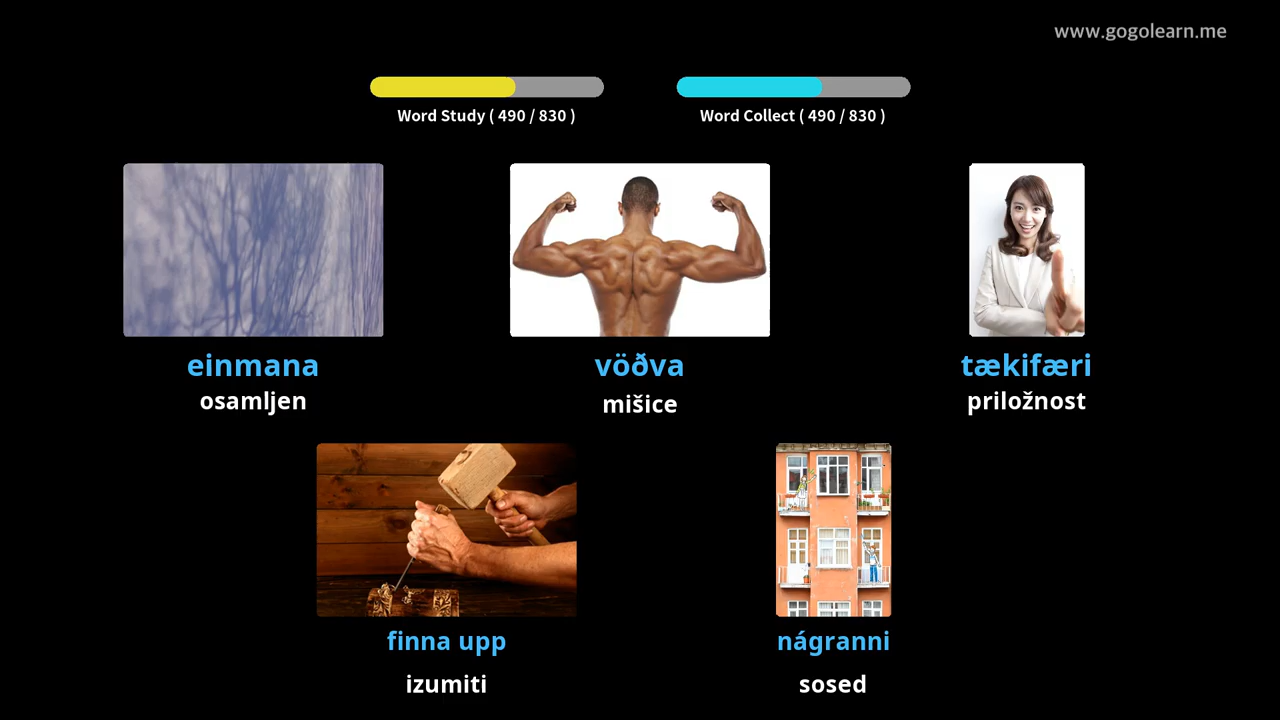 www.gogolearn.me
Word Study ( 490 / 830 )
Word Collect ( 490 / 830 )
einmana
osamljen
vöðva
mišice
tækifæri
priložnost
finna upp
izumiti
nágranni
sosed